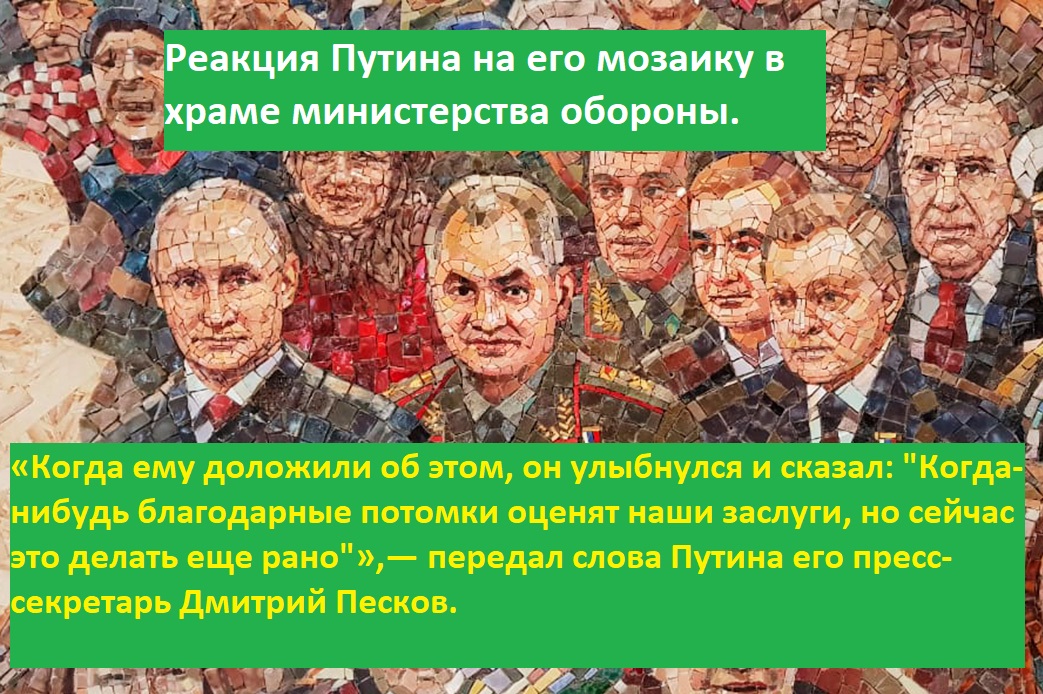 Реакция Путина на его мозаику в
храме министерства обороны.
«Когда ему доложили об этом, он улыбнулся и сказал: "Когда-
нибудь благодарные потомки оценят наши заслуги, но сейчас
это делать еще рано"»,— передал слова Путина его пресс-
секретарь Дмитрий Песков.